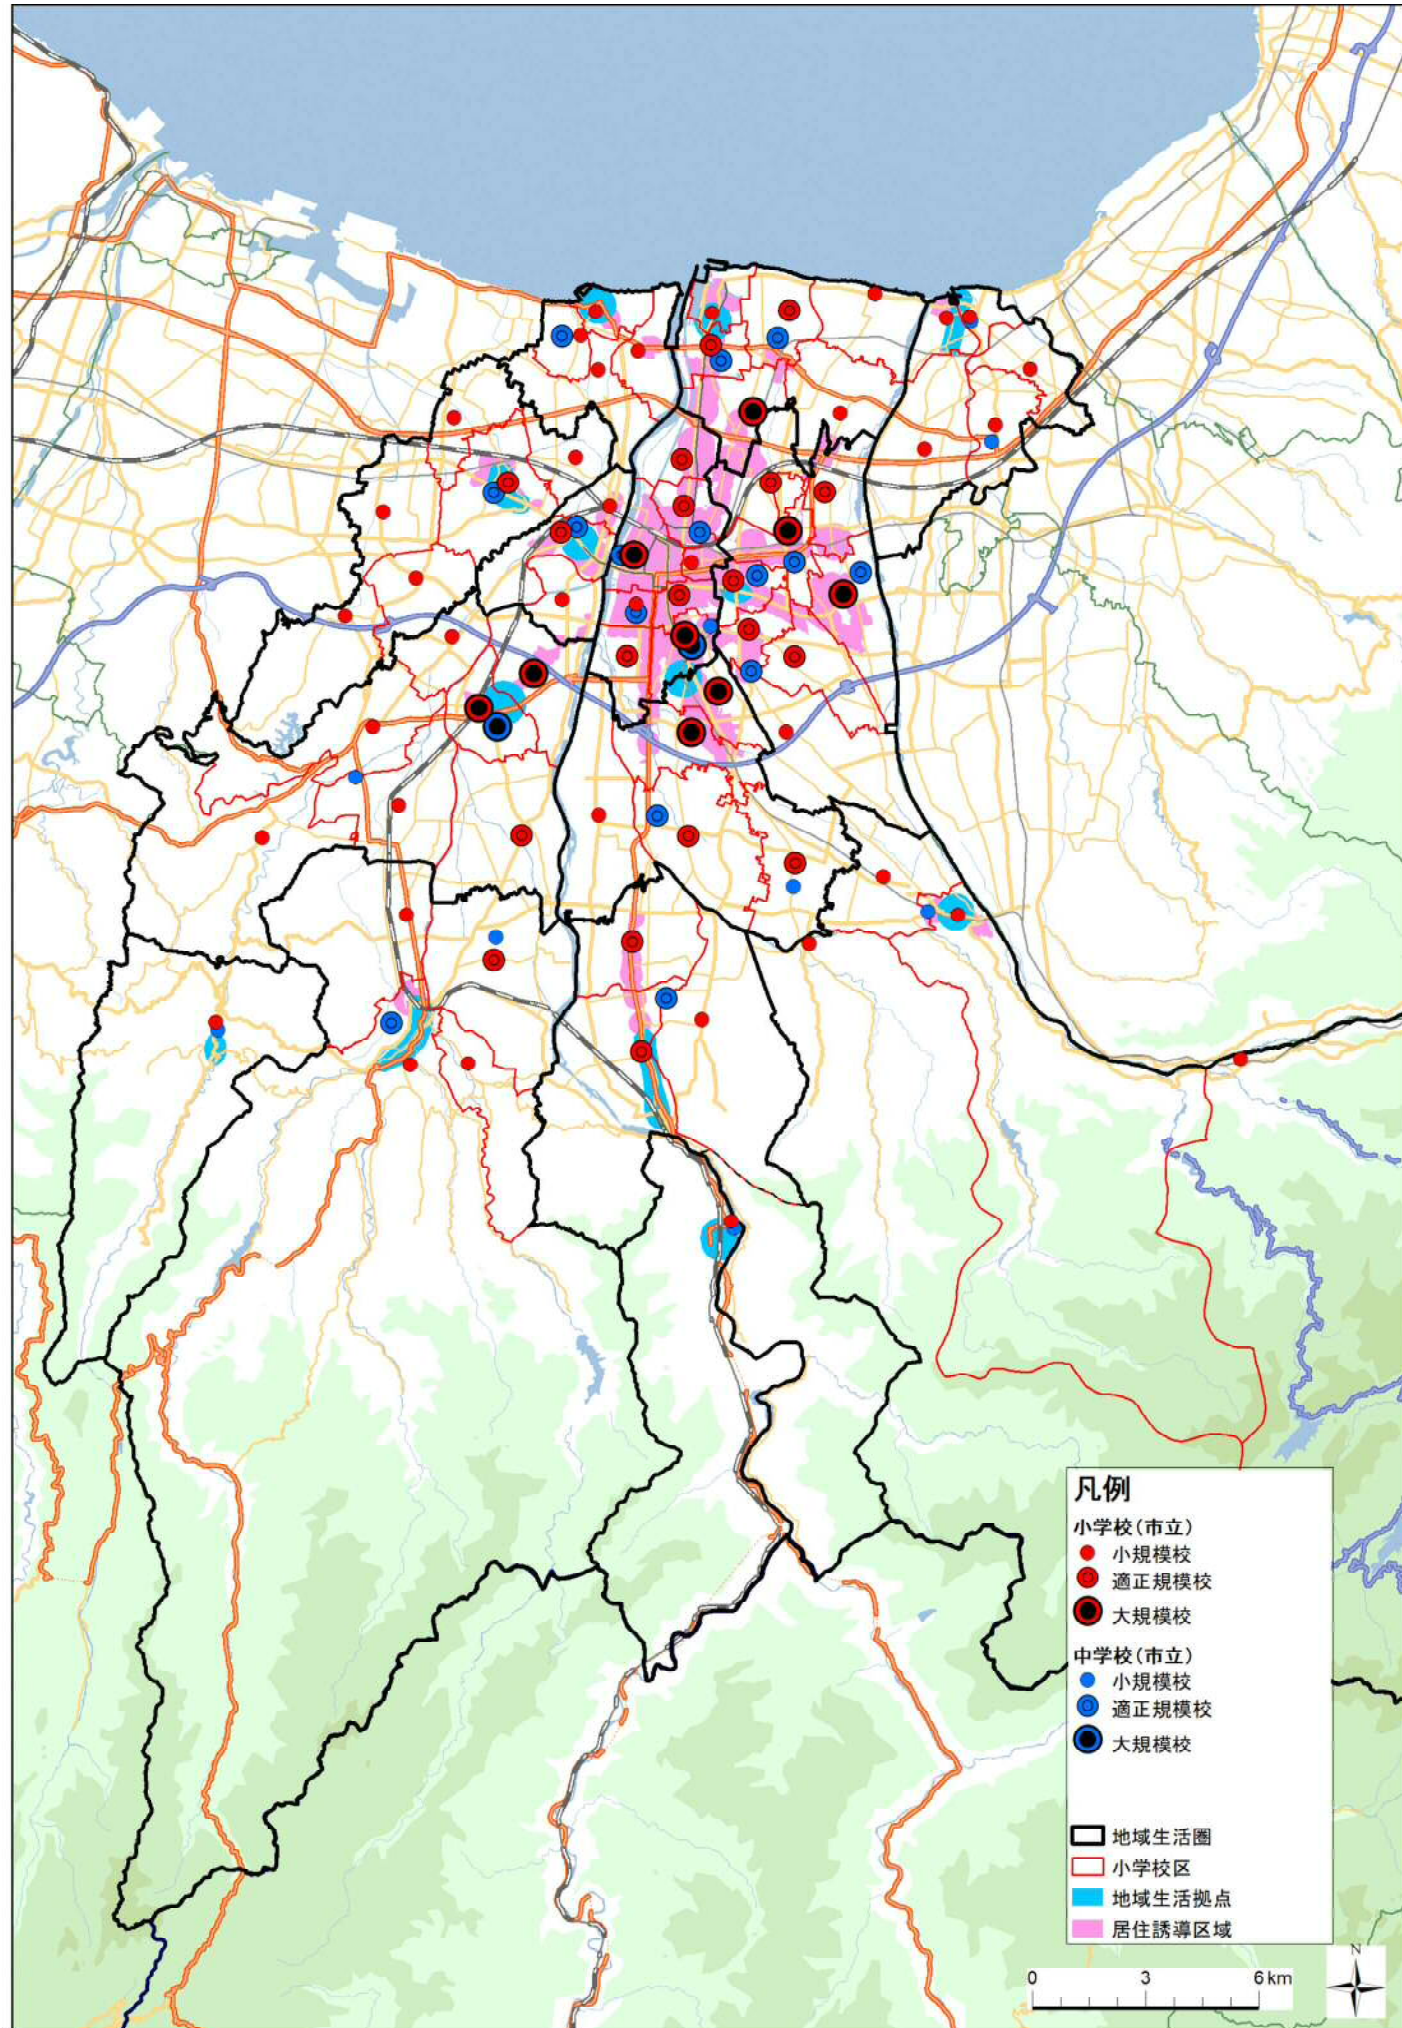 凡例
小学校(市立)
小規模校
適正規模校
大規模校
中学校(市立)
小規模校
適正規模校
大規模校
地域生活圏
小学校区
地域生活拠点
居住誘導区域
0 3 6 km
N